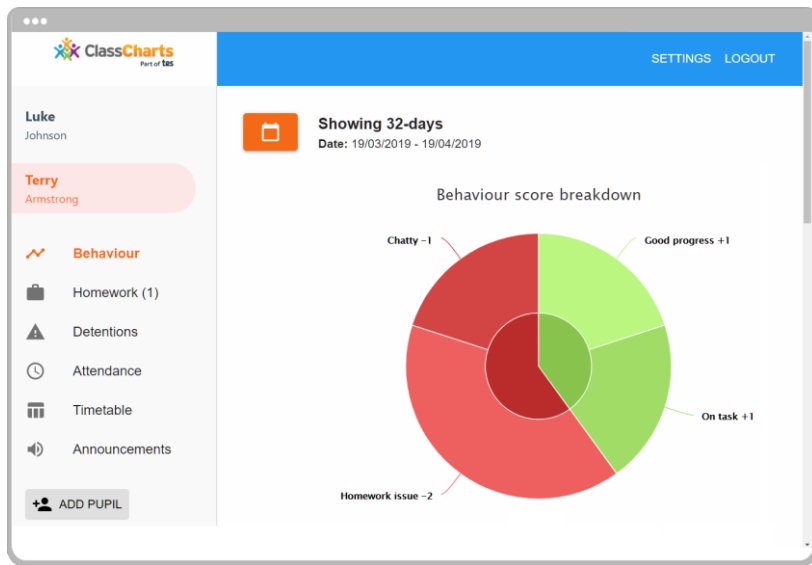 ClassCharts
Part of tes
SETTINGS LOGOUT
Luke
Johnson
Terry
Armstrong
Behaviour
Homework (1)
Detentions
Attendance
Timetable
Announcements
ADD PUPIL
Showing 32-days
Date: 19/03/2019 - 19/04/2019
Behaviour score breakdown
Chatty -1
Good progress +1
On task +1
Homework issue -2